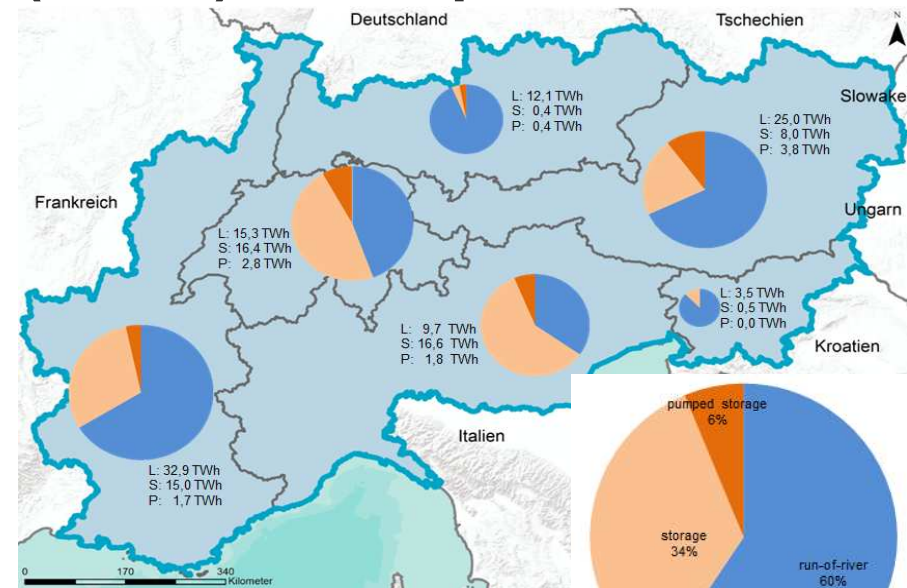 Deutschland
Tschechien
N
L: 12,1 TWh
S: 0,4 TWh
P: 0,4 TWh
Slowake
L: 25,0 TWh
S: 8,0 TWh
P: 3,8 TWh
Frankreich
Ungarn
L: 15,3 TWh
S: 16,4 TWh
P: 2,8 TWh
L: 3,5 TWh
S: 0,5 TWh
P: 0,0 TWh
L: 9,7 TWh
S: 16,6 TWh
P: 1,8 TWh
Kroatien
Italien
L: 32,9 TWh
S: 15,0 TWh
P: 1,7 TWh
pumped storage
6%
storage
34%
run-of-river
60%
0 170 340
Kilometer